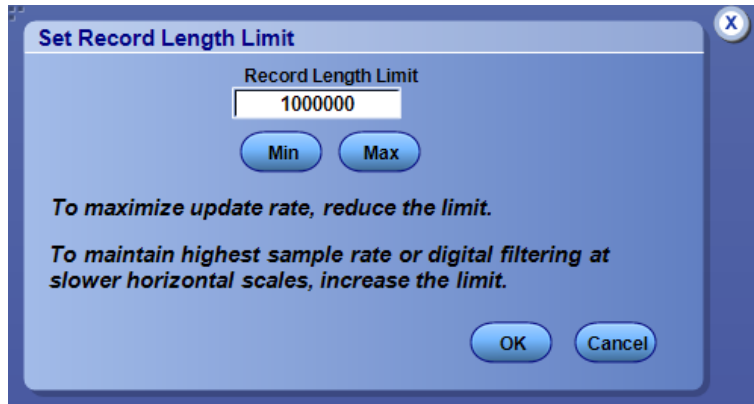 Set Record Length Limit
X
Record Length Limit
1000000
Min Max
To maximize update rate, reduce the limit.
To maintain highest sample rate or digital filtering at
slower horizontal scales, increase the limit.
OK Cancel